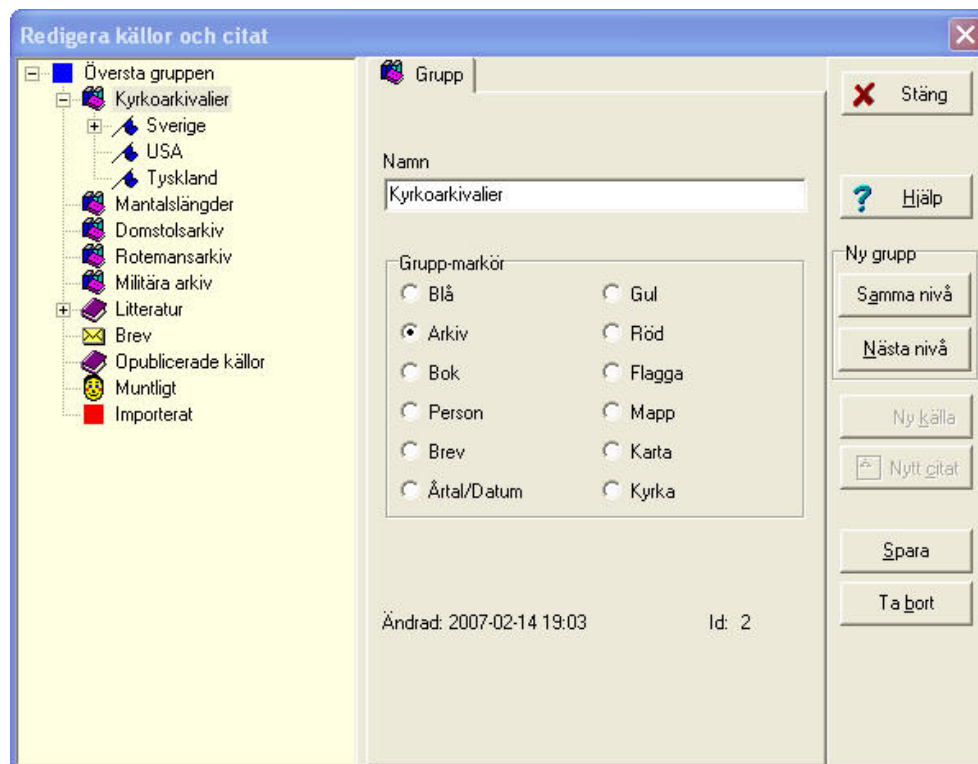 Redigera källor och citat
Översta gruppen
Kyrkoarkivalier
Sverige
USA
Tyskland
Mantalslängder
Domstolsarkiv
Rotemansarkiv
Militära arkiv
Litteratur
Brev
Opublicerade källor
Muntligt
Importerat
Grupp
Namn
Kyrkoarkivalier
Grupp-markör
Blå
Gul
Arkiv
Röd
Bok
Flagga
Person
Mapp
Brev
Karta
Årtal/Datum
Kyrka
Ändrad: 2007-02-14 19:03 Id: 2
Stäng
Hjälp
Ny grupp
Samma nivå
Nästa nivå
Ny källa
Nytt citat
Spara
Ta bort